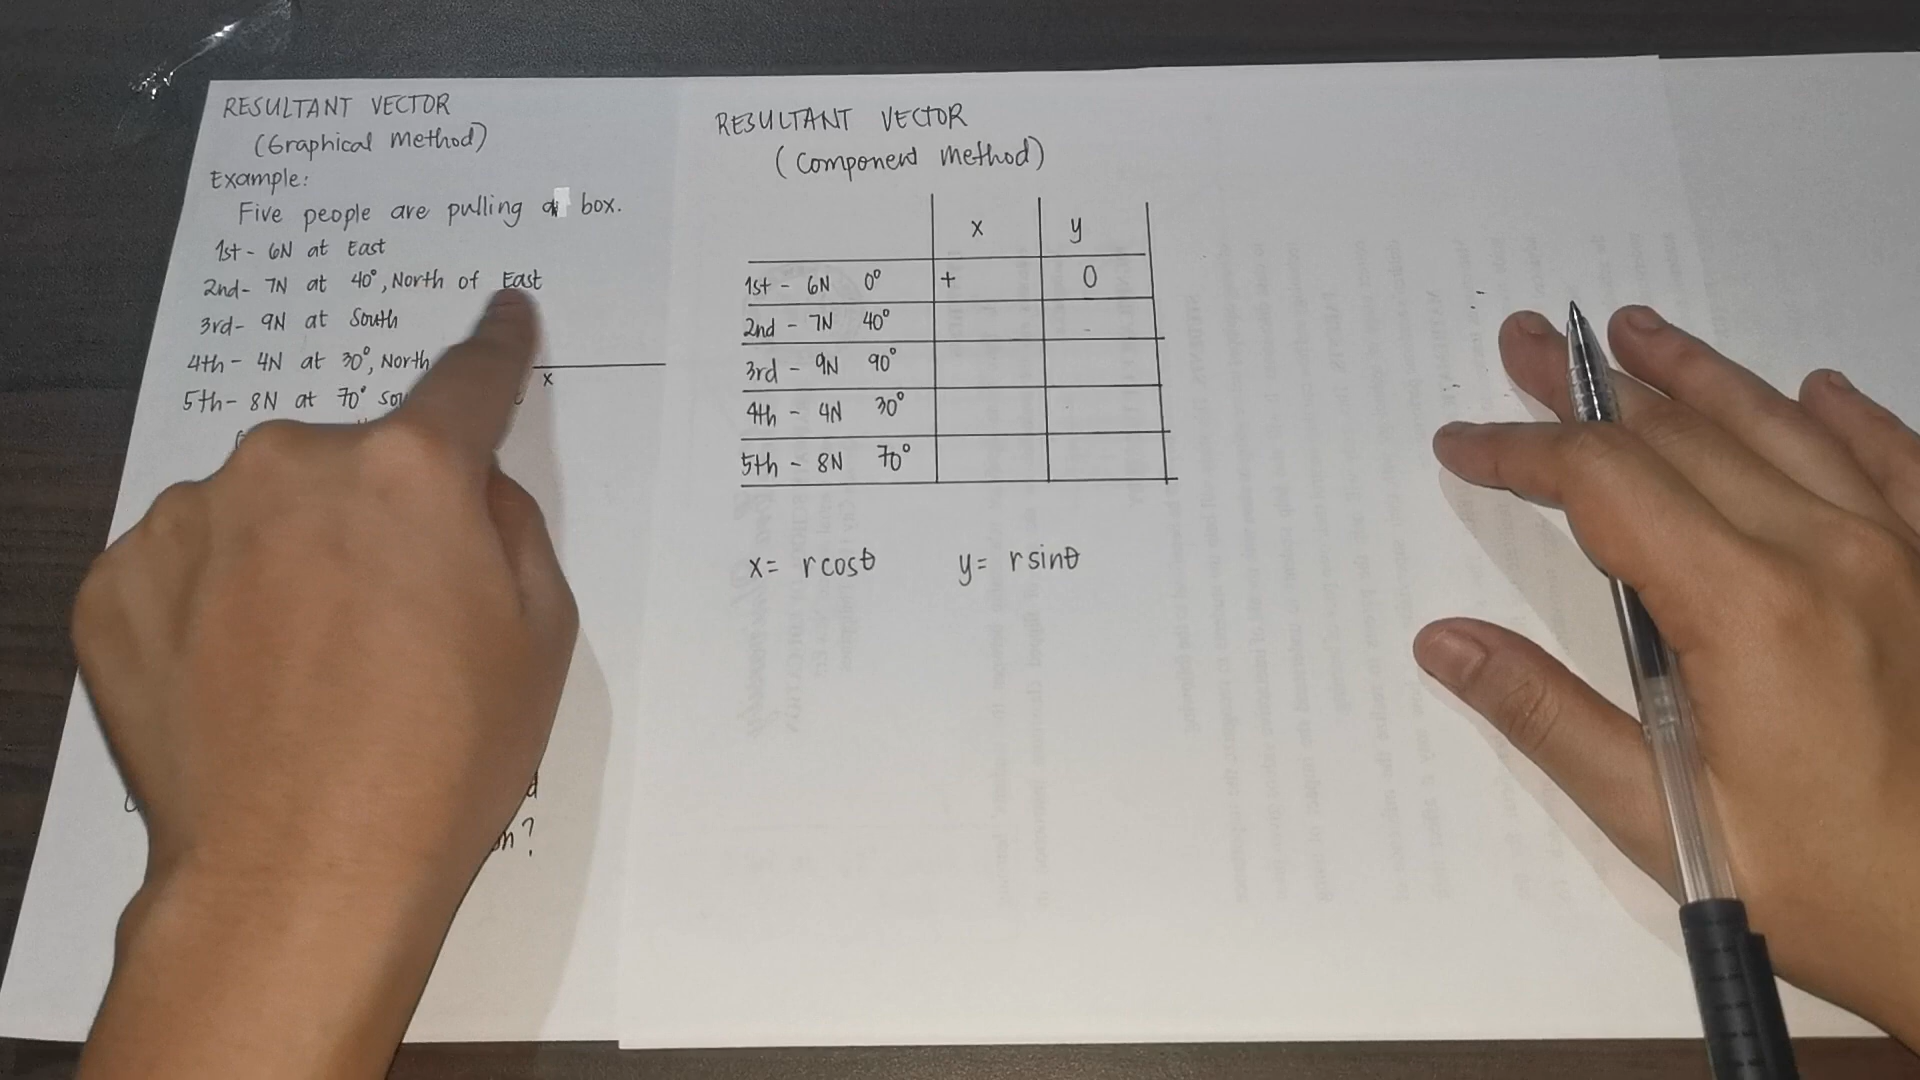 RESULTANT VECTOR
(Graphical Method)
Example:
Five people are pulling a box.
1st - 6N at East
2nd - 7N at 40°, North of East
3rd - 9N at South
4th - 4N at 30°, North
5th - 8N at 70°
x
?
RESULTANT VECTOR
(Component Method)
x y
1st - 6N 0° + 0
2nd - 7N 40°
3rd - 9N 90°
4th - 4N 30°
5th - 8N 70°
x = r cosθ y = r sinθ